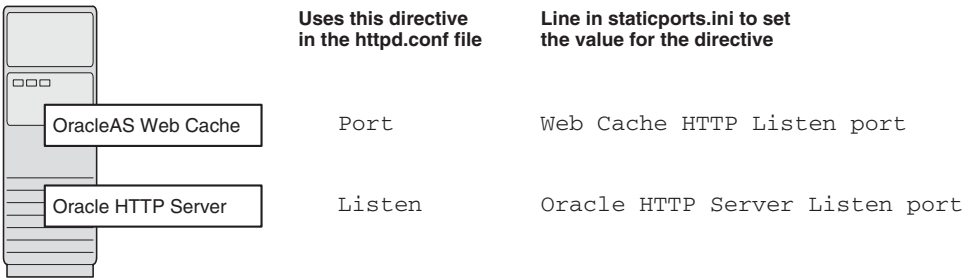 Uses this directive in the httpd.conf file
Line in staticports.ini to set the value for the directive
OracleAS Web Cache
Port
Web Cache HTTP Listen port
Oracle HTTP Server
Listen
Oracle HTTP Server Listen port